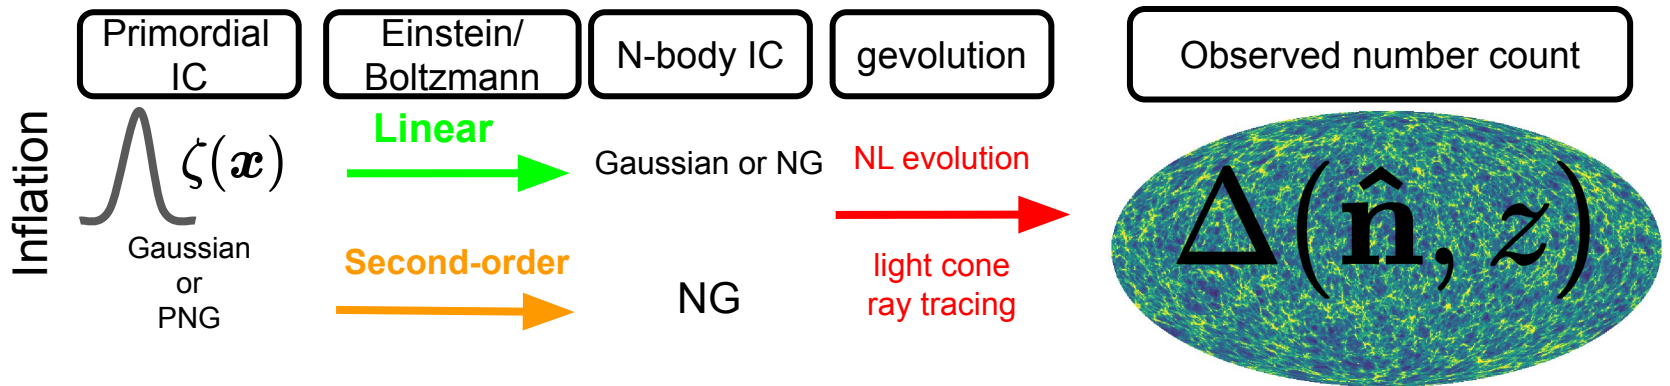 Primordial
IC
Einstein/
Boltzmann
N-body IC
gevolution
Observed number count
Inflation
ζ(x)
Gaussian
or
PNG
Linear
Second-order
Gaussian or NG
NG
NL evolution
light cone
ray tracing
Δ(n̂, z)